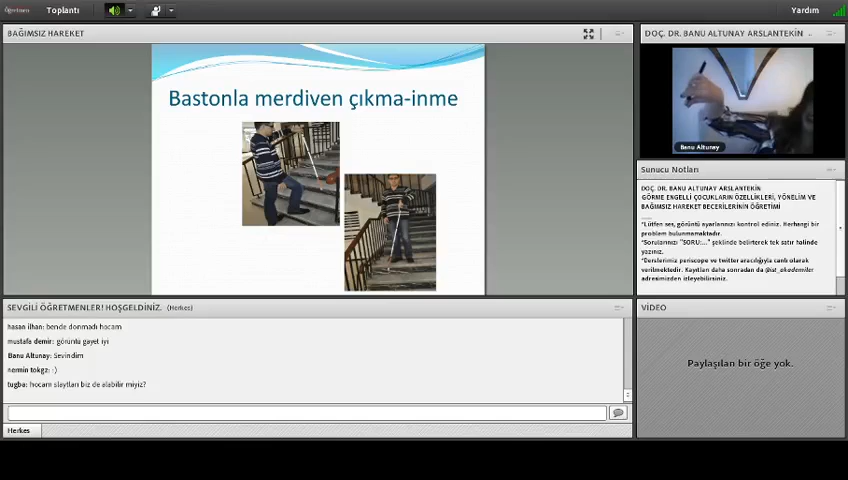 Öğretmen Toplantı Yardım
BAĞIMSIZ HAREKET
Bastonla merdiven çıkma-inme
DOÇ. DR. BANU ALTUNAY ARSLANTEKİN ..
Banu Altunay
Sunucu Notları
DOÇ. DR. BANU ALTUNAY ARSLANTEKİN
GÖRME ENGELLİ ÇOCUKLARIN ÖZELLİKLERİ, YÖNELİM VE
BAĞIMSIZ HAREKET BECERİLERİNİN ÖĞRETİMİ
*Lütfen ses, görüntü ayarlarınızı kontrol ediniz. Herhangi bir
problem bulunmamaktadır.
*Sorularınızı "SORU:..." şeklinde belirterek tek satır halinde
yazınız.
*Derslerimiz periscope ve twitter aracılığıyla canlı olarak
verilmektedir. Kayıtları daha sonradan da @ist_akademiler
adresimizden izleyebilirsiniz.
SEVGİLİ ÖĞRETMENLER! HOŞGELDİNİZ. (Herkes)
hasan ilhan: bende donmadı hocam
mustafa demir: görüntü gayet iyi
Banu Altunay: Sevindim
nermin tokgz: :)
tugba: hocam slaytları biz de alabilir miyiz?
Herkes
VİDEO
Paylaşılan bir öğe yok.